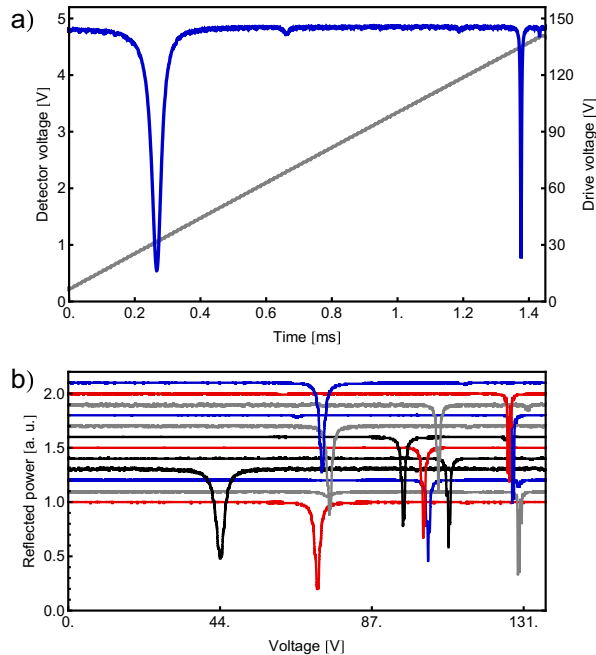 a)
5
4
3
2
1
0
Detector voltage [V]
150
120
90
60
30
0
Drive voltage [V]
0. 0.2 0.4 0.6 0.8 1. 1.2 1.4
Time [ms]
b)
2.0
1.5
1.0
0.5
0.0
Reflected power [a. u.]
0. 44. 87. 131.
Voltage [V]